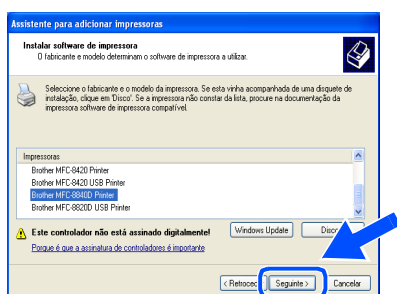 Assistente para adicionar impressoras
Instalar software de impressora
O fabricante e modelo determinam o software de impressora a utilizar.
Seleccione o fabricante e o modelo da impressora. Se esta vinha acompanhada de uma disquete de
instalação, clique em 'Disco'. Se a impressora não constar da lista, procure na documentação da
impressora software de impressora compatível.
Impressoras
Brother MFC-8420 Printer
Brother MFC-8420 USB Printer
Brother MFC-8840D Printer
Brother MFC-8820D USB Printer
Este controlador não está assinado digitalmente!
Windows Update
Porque é que a assinatura de controladores é importante
Seguinte >
Cancelar